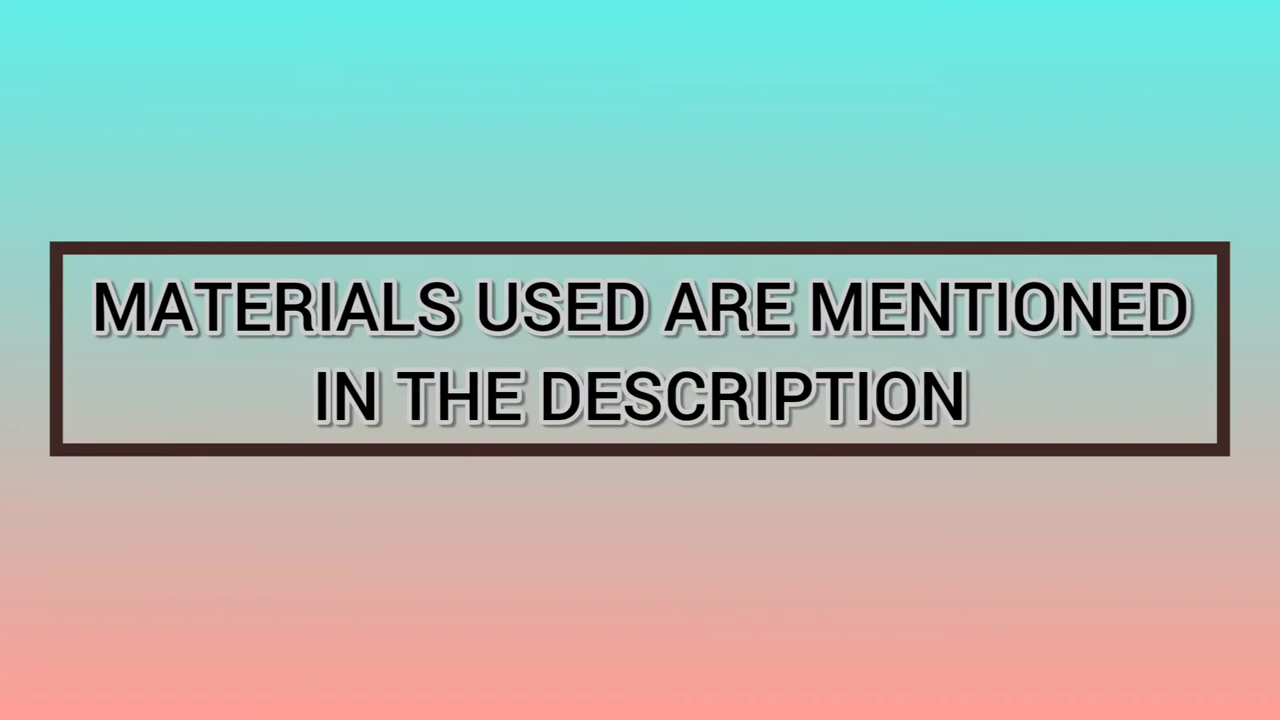 MATERIALS USED ARE MENTIONED
IN THE DESCRIPTION